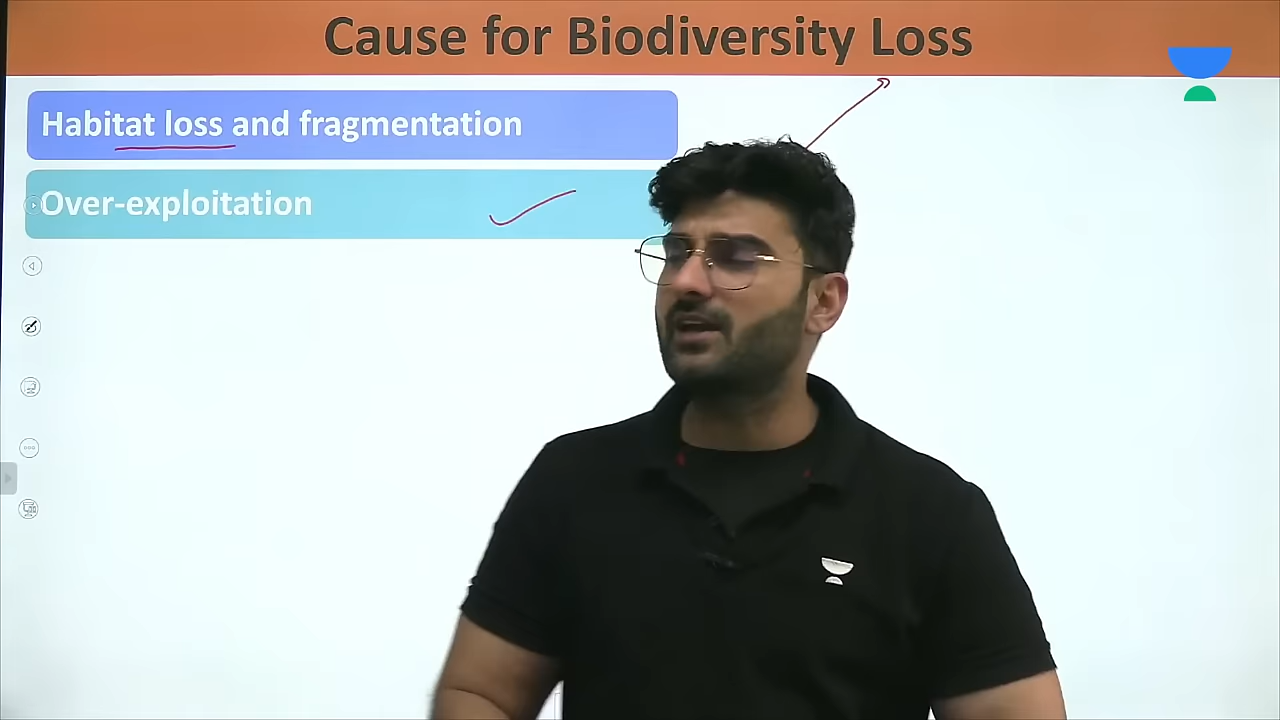 Cause for Biodiversity Loss
Habitat loss and fragmentation
Over-exploitation